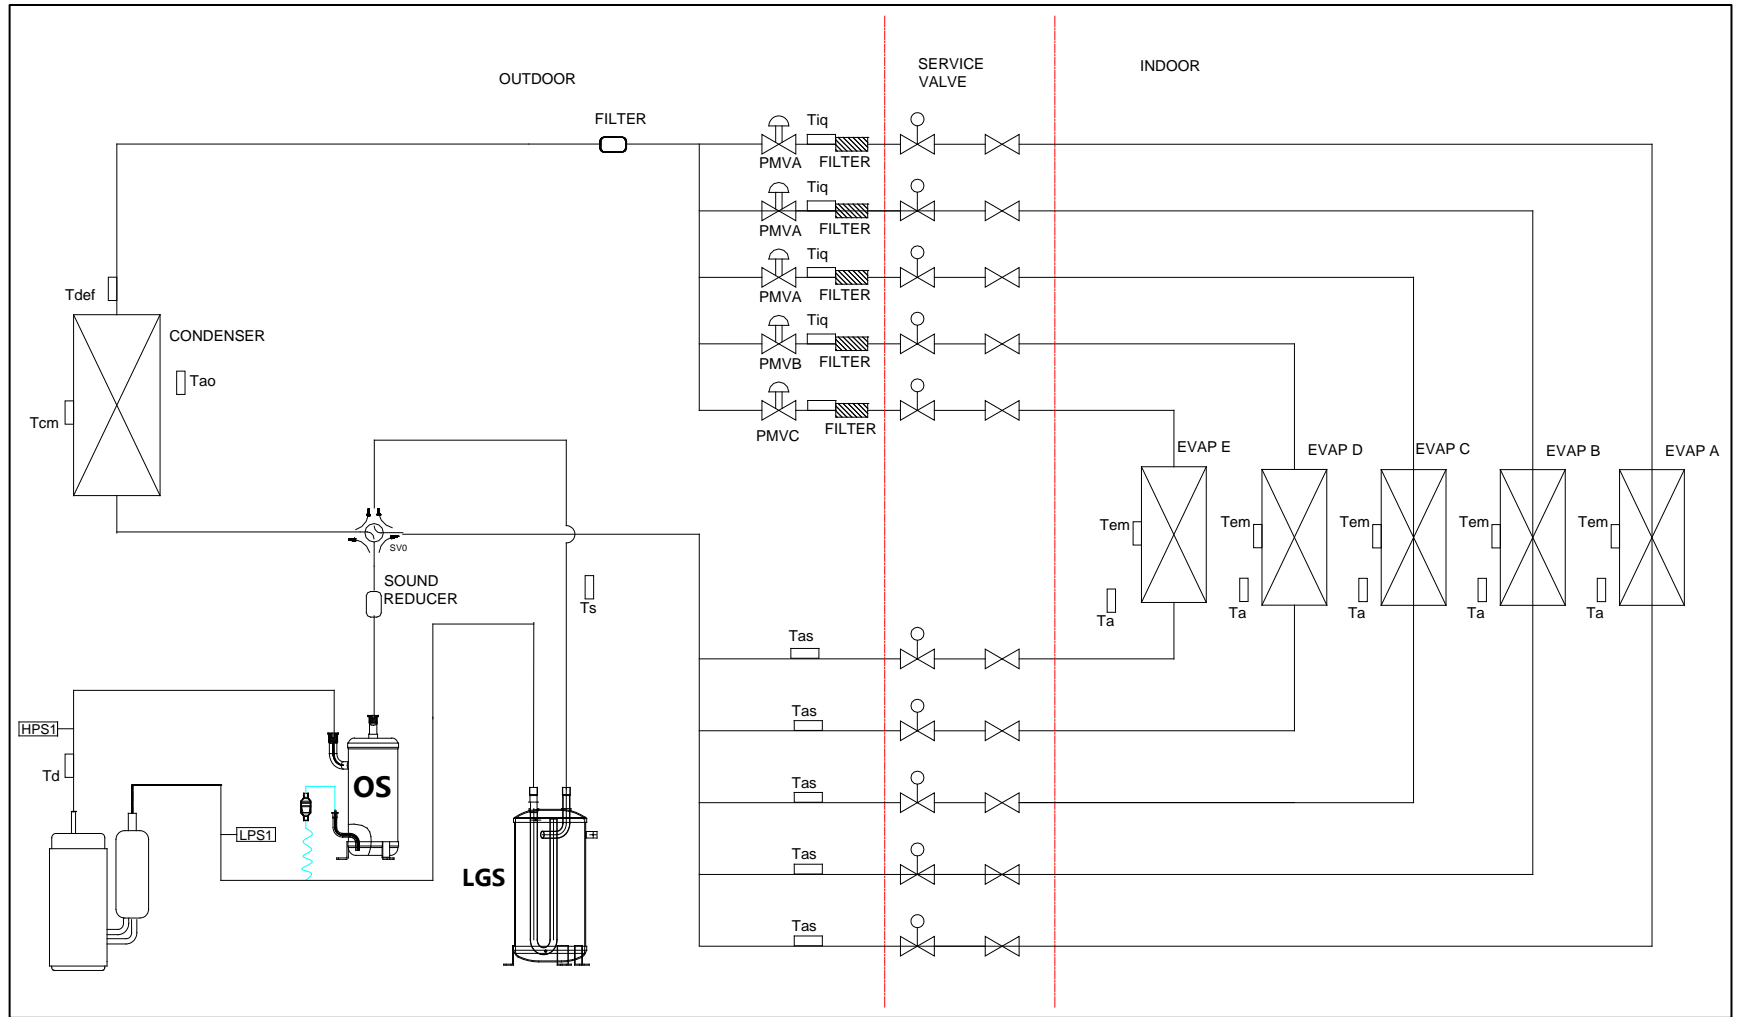 OUTDOOR
SERVICE
VALVE
INDOOR
FILTER
Tiq
PMVA
FILTER
Tiq
PMVA
FILTER
Tiq
PMVA
FILTER
Tiq
PMVB
FILTER
PMVC
FILTER
Tdef
CONDENSER
Tao
Tcm
EVAP E
EVAP D
EVAP C
EVAP B
EVAP A
Tem
Tem
Tem
Tem
Tem
Ta
Ta
Ta
Ta
Ta
SV0
SOUND
REDUCER
Ts
Tas
Tas
Tas
Tas
Tas
HPS1
Td
OS
LPS1
LGS